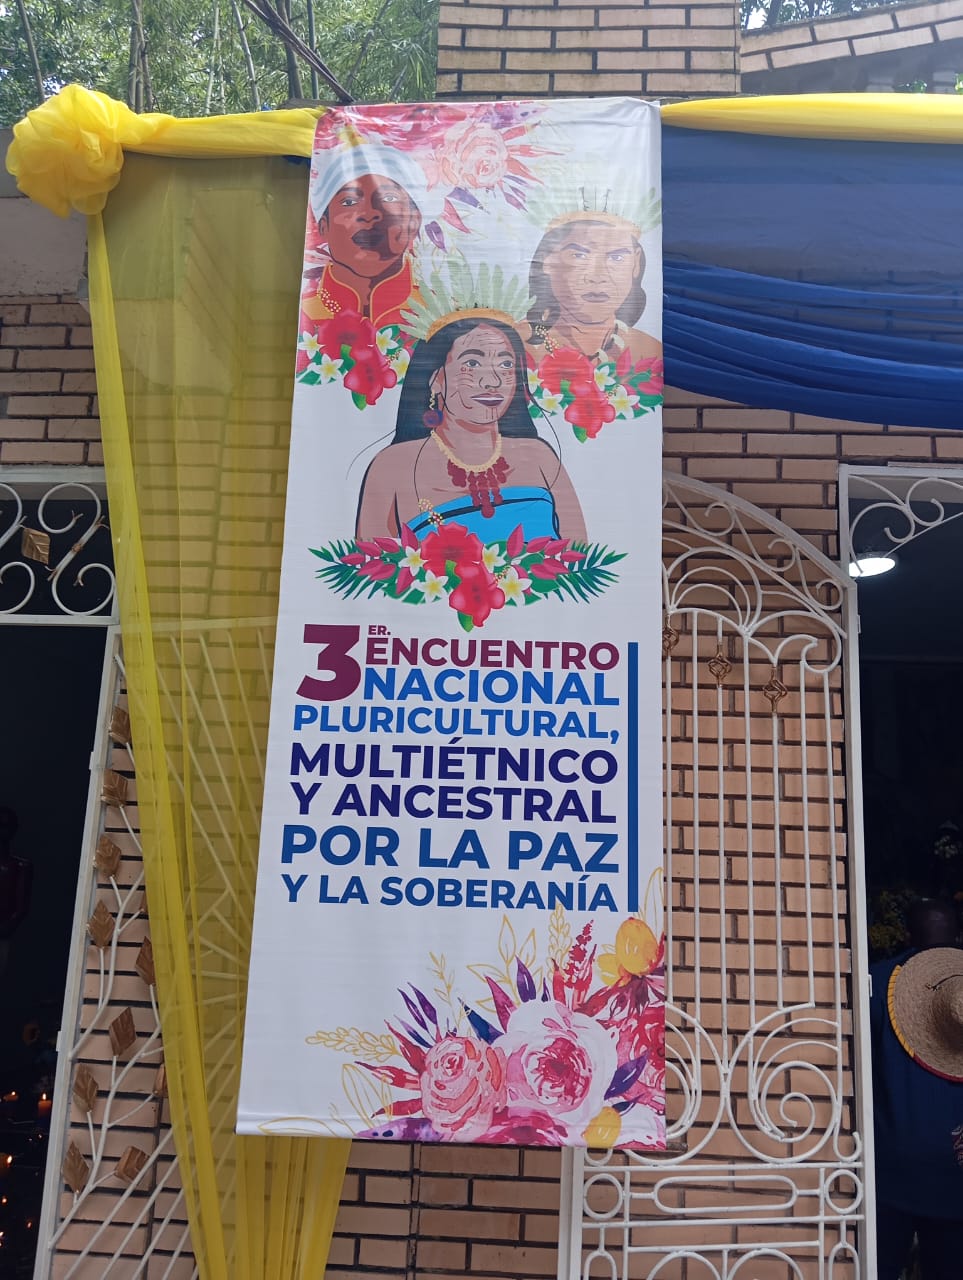 3ER. ENCUENTRO
NACIONAL
PLURICULTURAL,
MULTIÉTNICO
Y ANCESTRAL
POR LA PAZ
Y LA SOBERANÍA